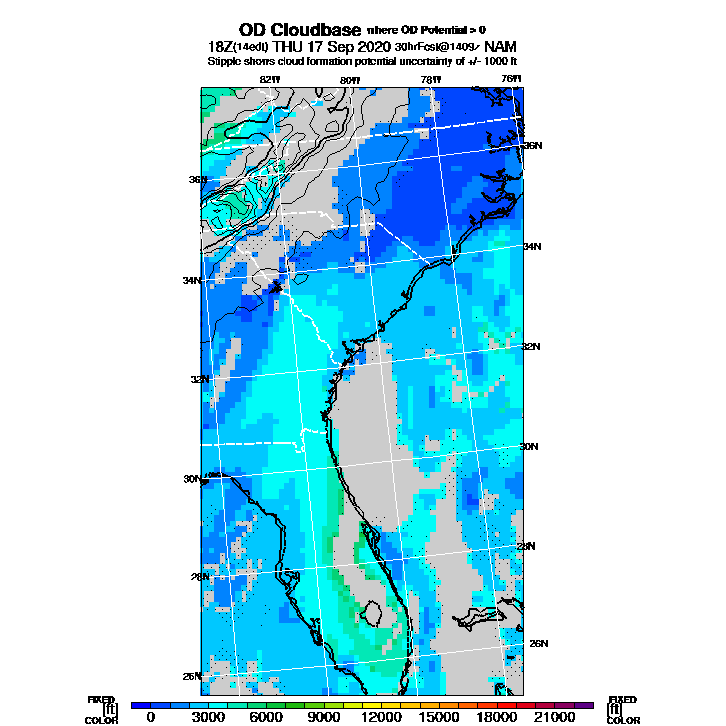 OD Cloudbase where OD Potential > 0
18Z(14edt) THU 17 Sep 2020 30hrFcst@1409z NAM
Stipple shows cloud formation potential uncertainty of +/- 1000 ft
82W 80W 78W 76W
36N
36N
34N
34N
32N
32N
30N
30N
28N
28N
26N
26N
FIXED FIXED
[ft] [ft]
COLOR COLOR
0 3000 6000 9000 12000 15000 18000 21000